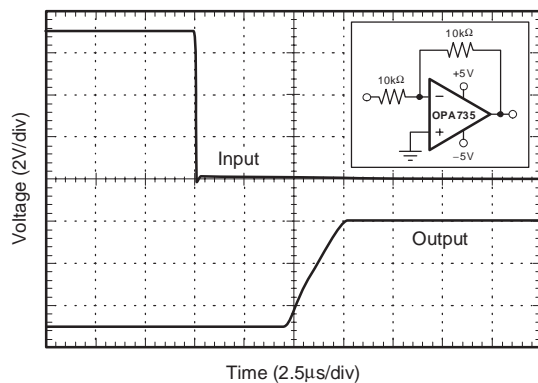 10kΩ
10kΩ
+5V
−
OPA735
+
−5V
Input
Output
Voltage (2V/div)
Time (2.5μs/div)